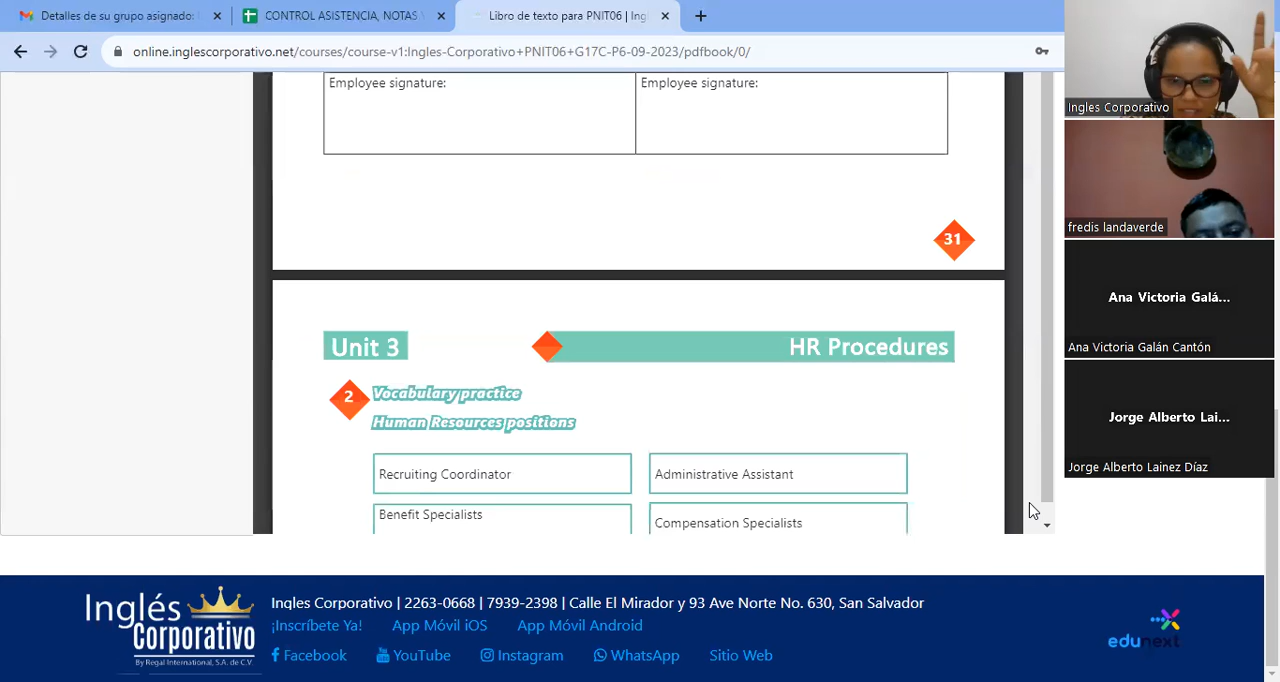 Detalles de su grupo asignado:
CONTROL ASISTENCIA, NOTAS Y
Libro de texto para PNIT06 | Ing
online.inglescorporativo.net/courses/course-v1:Ingles-Corporativo+PNIT06+G17C-P6-09-2023/pdfbook/0/
Employee signature:
Employee signature:
31
Unit 3
HR Procedures
2
Vocabulary practice
Human Resources positions
Recruiting Coordinator
Administrative Assistant
Benefit Specialists
Compensation Specialists
Ingles Corporativo
fredis landaverde
Ana Victoria Galá...
Ana Victoria Galán Cantón
Jorge Alberto Lai...
Jorge Alberto Lainez Díaz
Inglés
Corporativo
By Regal International, S.A. de C.V.
Ingles Corporativo | 2263-0668 | 7939-2398 | Calle El Mirador y 93 Ave Norte No. 630, San Salvador
¡Inscríbete Ya!
App Móvil iOS
App Móvil Android
Facebook
YouTube
Instagram
WhatsApp
Sitio Web
edunext